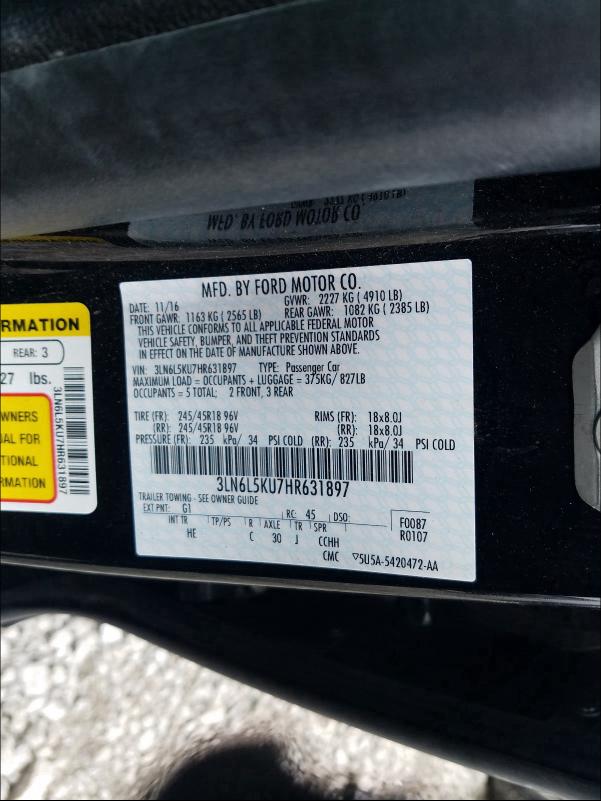 MFD. BY FORD MOTOR CO.
DATE: 11/16 GVWR: 2227 KG ( 4910 LB)
FRONT GAWR: 1163 KG ( 2565 LB) REAR GAWR: 1082 KG ( 2385 LB)
THIS VEHICLE CONFORMS TO ALL APPLICABLE FEDERAL MOTOR
VEHICLE SAFETY, BUMPER, AND THEFT PREVENTION STANDARDS
IN EFFECT ON THE DATE OF MANUFACTURE SHOWN ABOVE.
VIN: 3LN6L5KU7HR631897 TYPE: Passenger Car
MAXIMUM LOAD = OCCUPANTS + LUGGAGE = 375KG/ 827LB
OCCUPANTS = 5 TOTAL; 2 FRONT, 3 REAR
TIRE (FR): 245/45R18 96V RIMS (FR): 18x8.0J
(RR): 245/45R18 96V (RR): 18x8.0J
PRESSURE (FR): 235 kPa/ 34 PSI COLD (RR): 235 kPa/ 34 PSI COLD
3LN6L5KU7HR631897
TRAILER TOWING - SEE OWNER GUIDE
EXT PNT: G1 RC: 45 DSO: F0087
INT TR TP/PS R AXLE TR SPR R0107
HE C 30 J CCHH
CMC ▽5U5A-5420472-AA
RMATION
REAR: 3
27 lbs.
WNERS
UAL FOR
TIONAL
RMATION
3LN6L5KU7HR631897